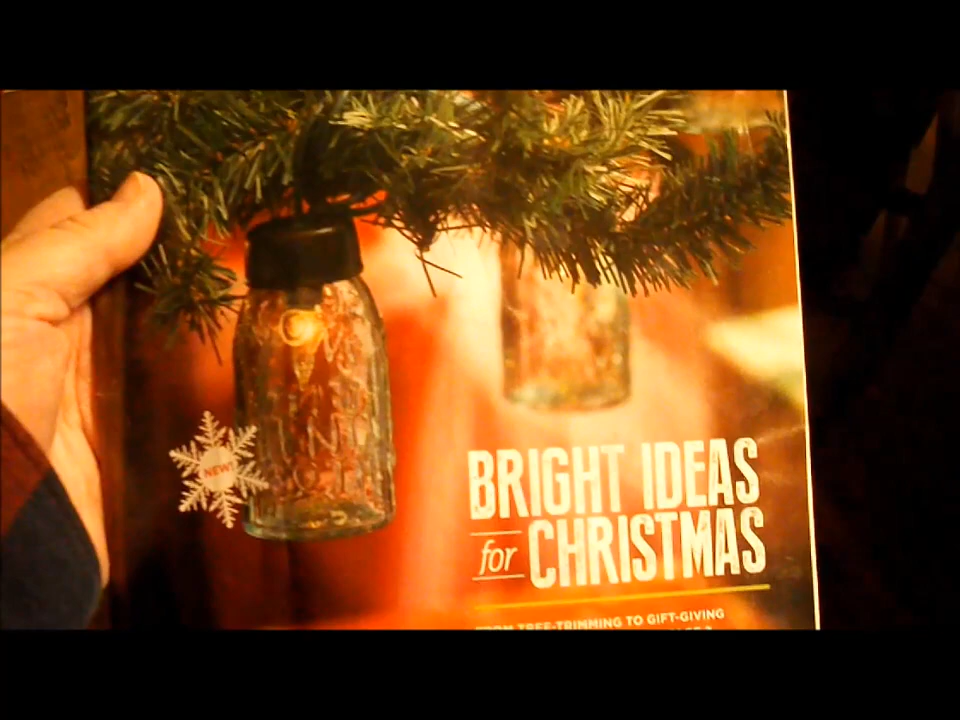 NEW!
BRIGHT IDEAS
for CHRISTMAS
FROM TREE-TRIMMING TO GIFT-GIVING